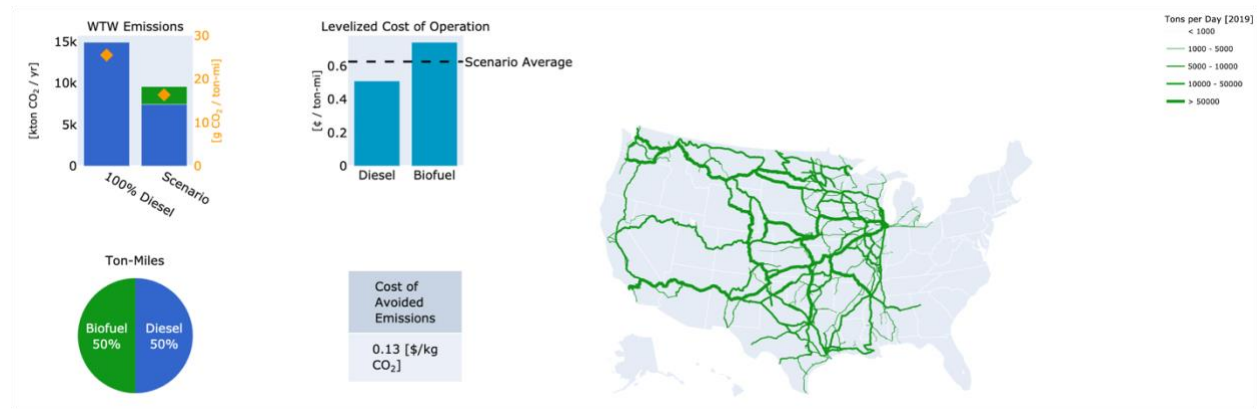 WTW Emissions
15k
10k
5k
0
[kton CO₂ / yr]
30
20
10
0
[g CO₂ / ton-mi]
100% Diesel
Scenario
Levelized Cost of Operation
0.6
0.4
0.2
0
[¢ / ton-mi]
Scenario Average
Diesel
Biofuel
Ton-Miles
Biofuel
50%
Diesel
50%
Cost of
Avoided
Emissions
0.13 [$/kg
CO₂]
Tons per Day [2019]
< 1000
1000 - 5000
5000 - 10000
10000 - 50000
> 50000